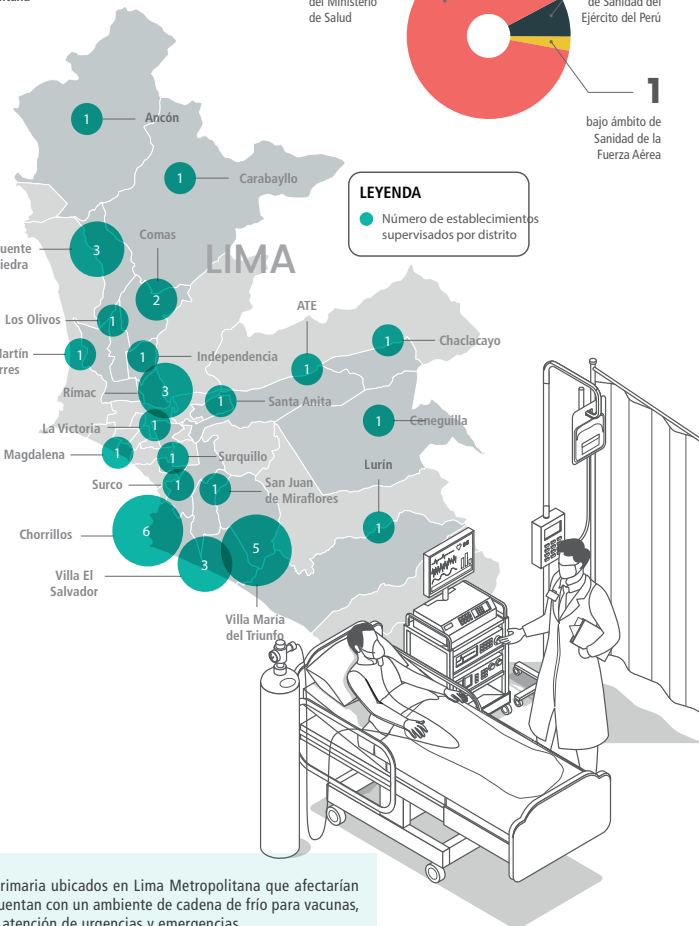 del Ministerio
de Salud
de Sanidad del
Ejército del Perú
1
bajo ámbito de
Sanidad de la
Fuerza Aérea
LEYENDA
Número de establecimientos
supervisados por distrito
LIMA
1
Ancón
1
Carabayllo
3
Comas
2
Los Olivos
1
ATE
1
Chaclacayo
1
1
1
Independencia
Rímac
3
1
Santa Anita
1
Ceneguilla
La Victoria
1
Magdalena
1
1
Surquillo
Lurín
1
Surco
1
1
San Juan
de Miraflores
Chorrillos
6
Villa El
Salvador
3
5
Villa María
del Triunfo
ubicados en Lima Metropolitana que afectarían
con un ambiente de cadena de frío para vacunas,
atención de urgencias y emergencias